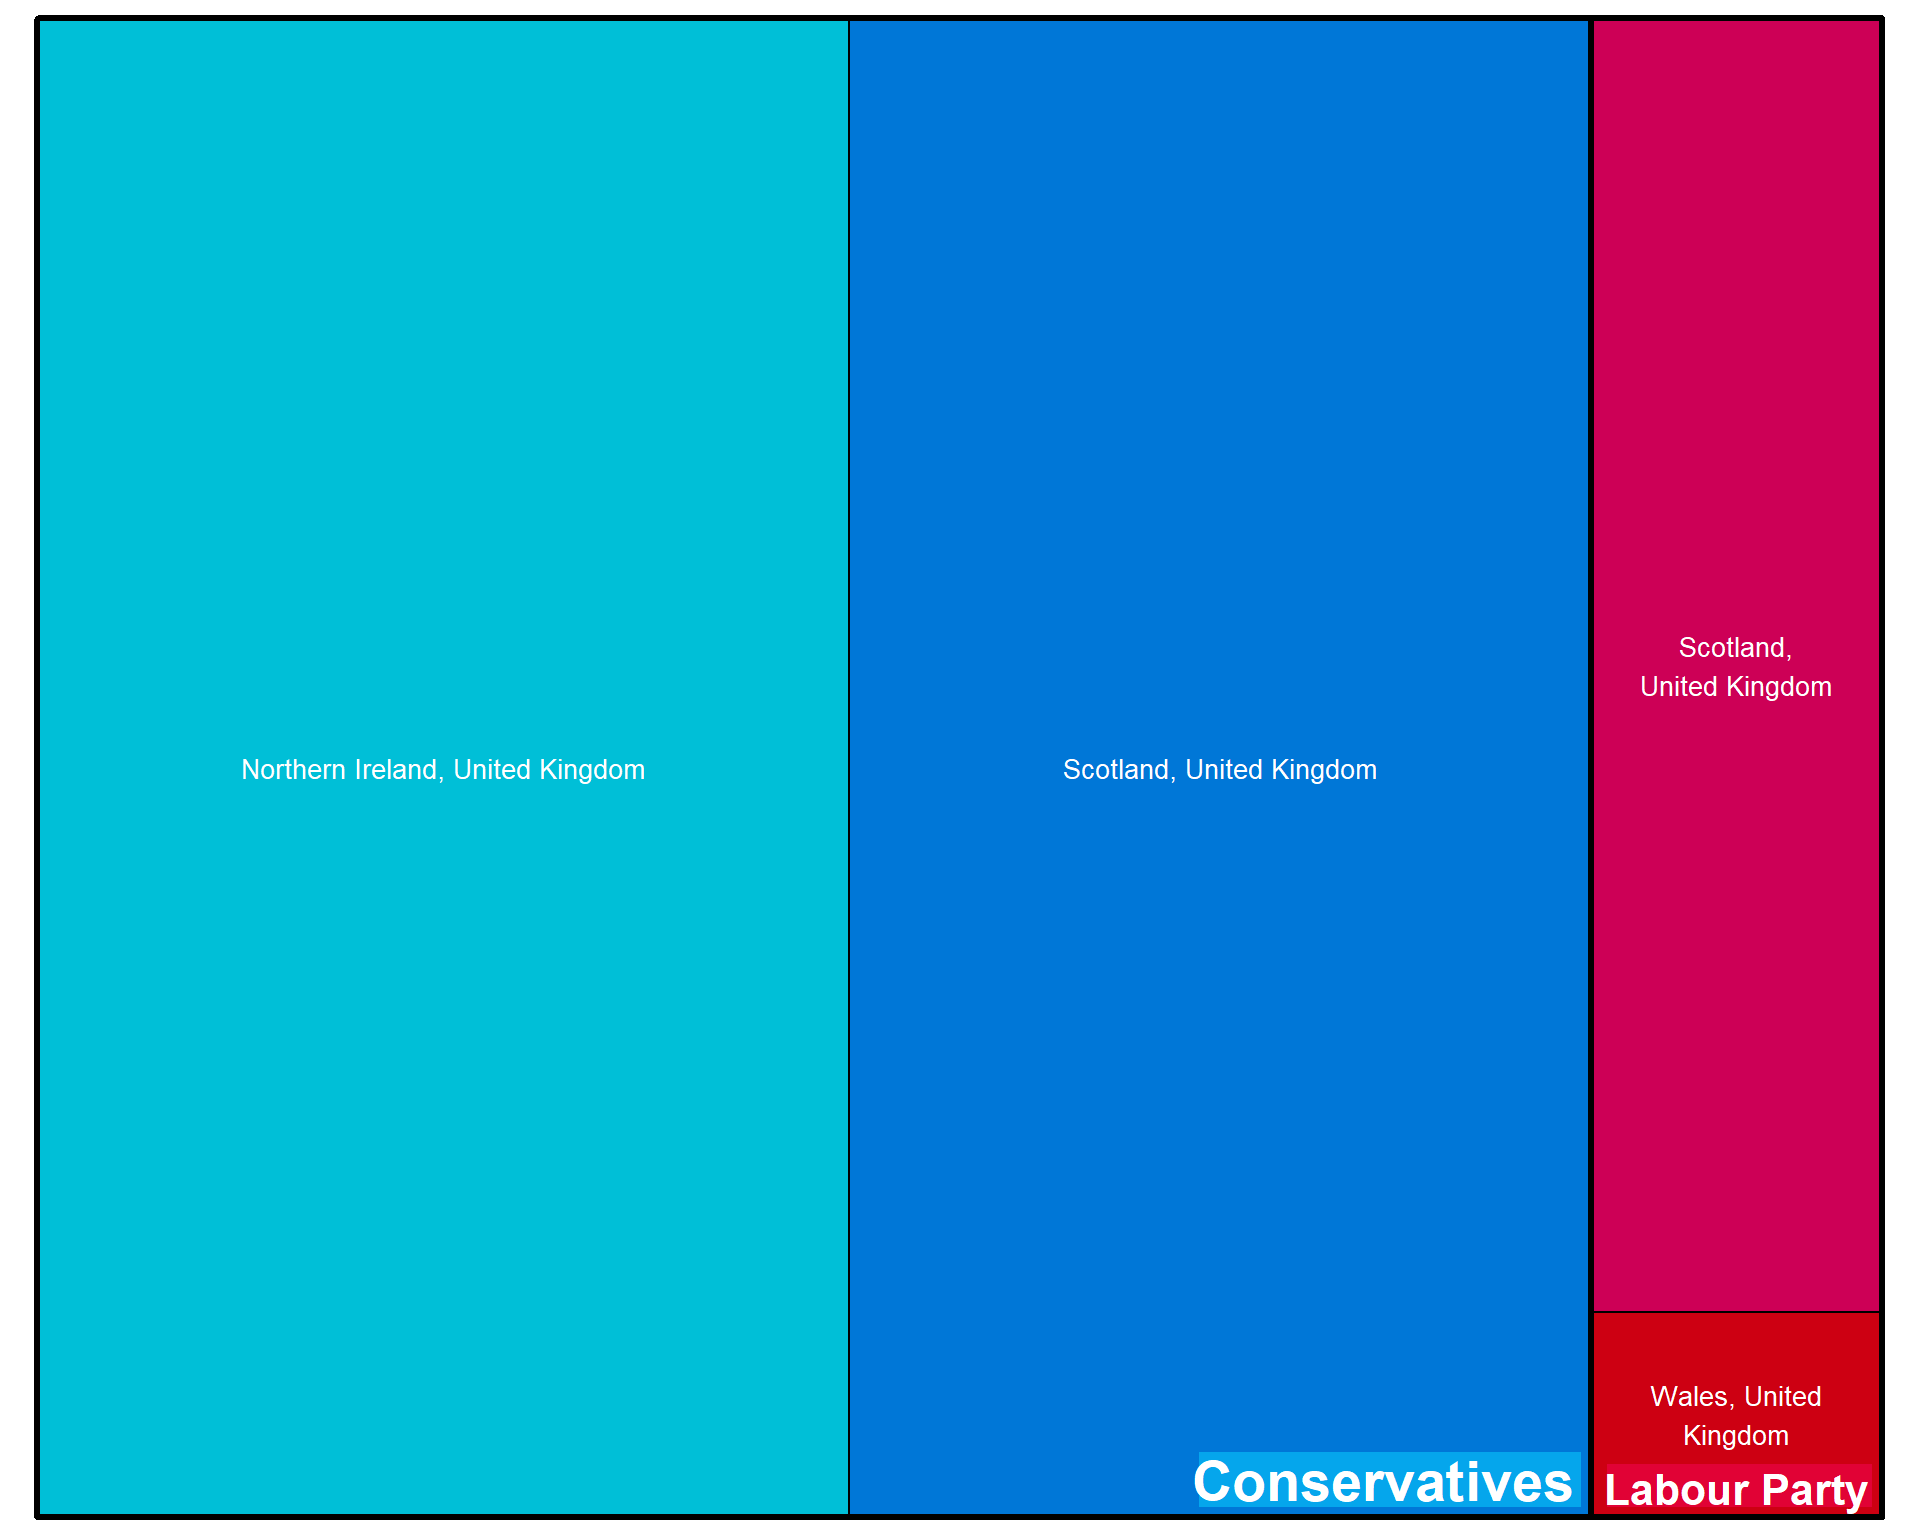 Northern Ireland, United Kingdom
Scotland, United Kingdom
Conservatives
Scotland,
United Kingdom
Wales, United
Kingdom
Labour Party